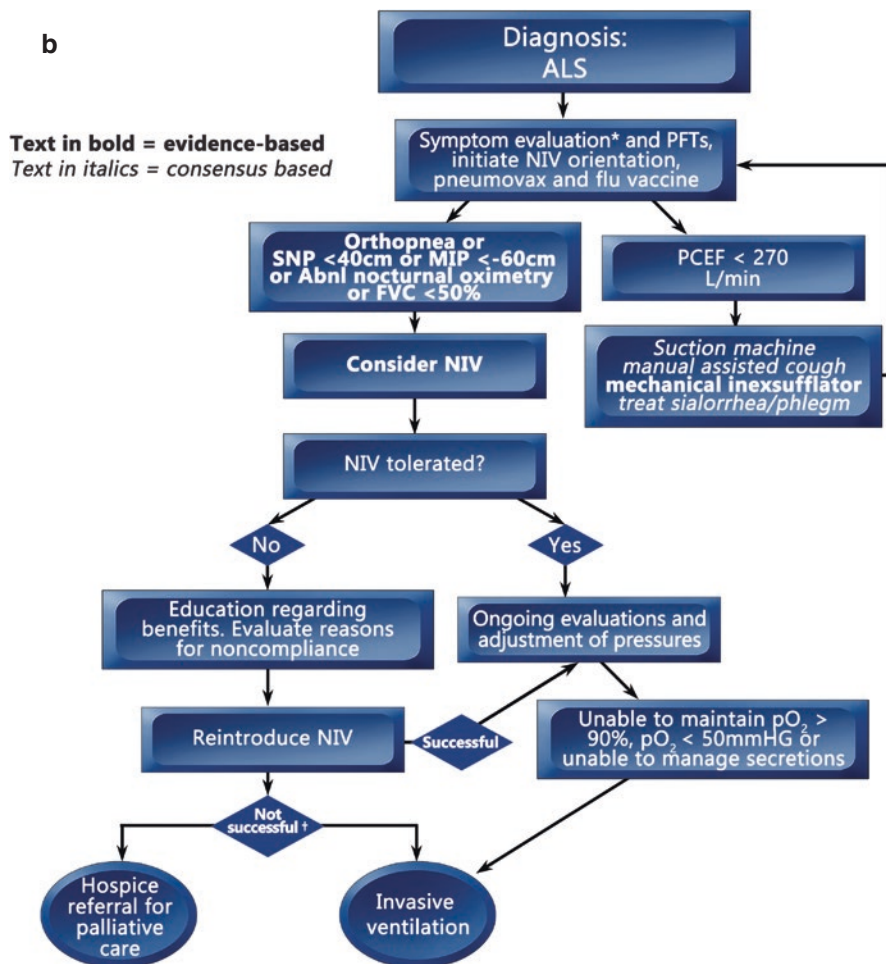 b
Diagnosis:
ALS
Text in bold = evidence-based
Text in italics = consensus based
Symptom evaluation* and PFTs,
initiate NIV orientation,
pneumovax and flu vaccine
Orthopnea or
SNP <40cm or MIP <-60cm
or Abnl nocturnal oximetry
or FVC <50%
PCEF < 270
L/min
Consider NIV
Suction machine
manual assisted cough
mechanical inexsufflator
treat sialorrhea/phlegm
NIV tolerated?
No
Yes
Education regarding
benefits. Evaluate reasons
for noncompliance
Ongoing evaluations and
adjustment of pressures
Reintroduce NIV
Successful
Unable to maintain pO₂ >
90%, pO₂ < 50mmHG or
unable to manage secretions
Not
successful †
Hospice
referral for
palliative
care
Invasive
ventilation